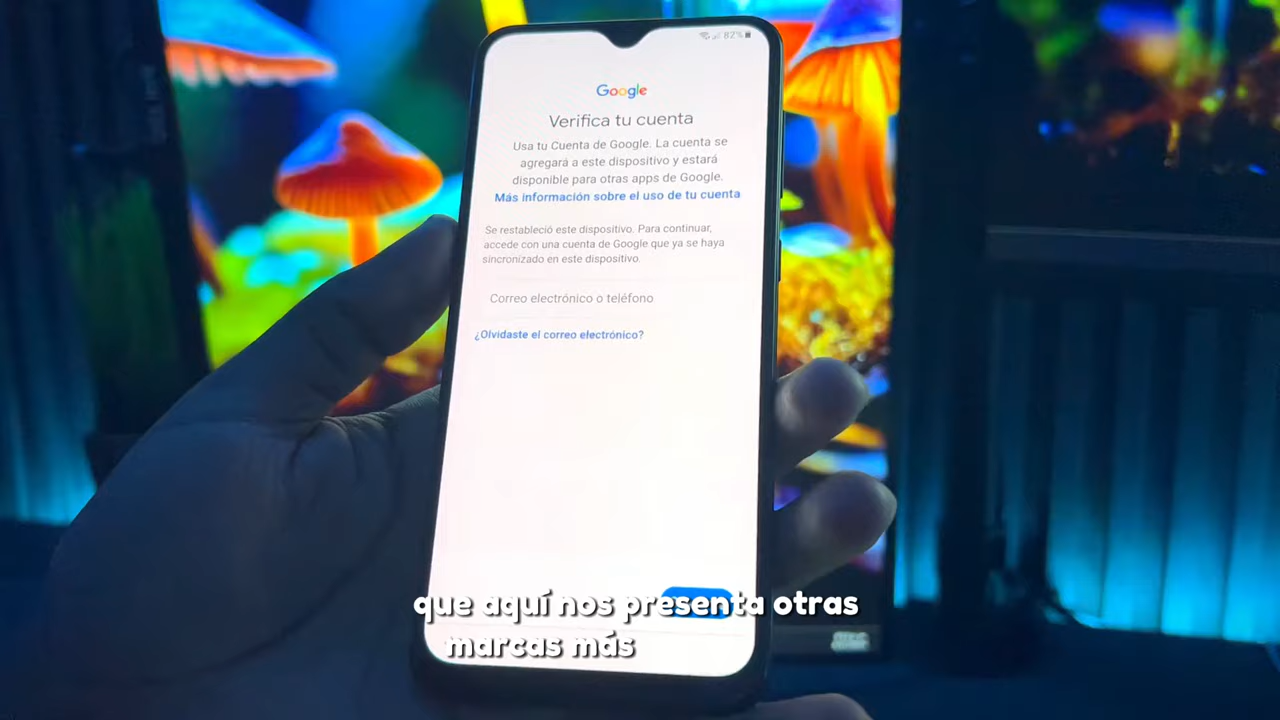 82%
Google
Verifica tu cuenta
Usa tu Cuenta de Google. La cuenta se
agregará a este dispositivo y estará
disponible para otras apps de Google.
Más información sobre el uso de tu cuenta
Se restableció este dispositivo. Para continuar,
accede con una cuenta de Google que ya se haya
sincronizado en este dispositivo.
Correo electrónico o teléfono
¿Olvidaste el correo electrónico?
que aquí nos presenta otras
marcas más